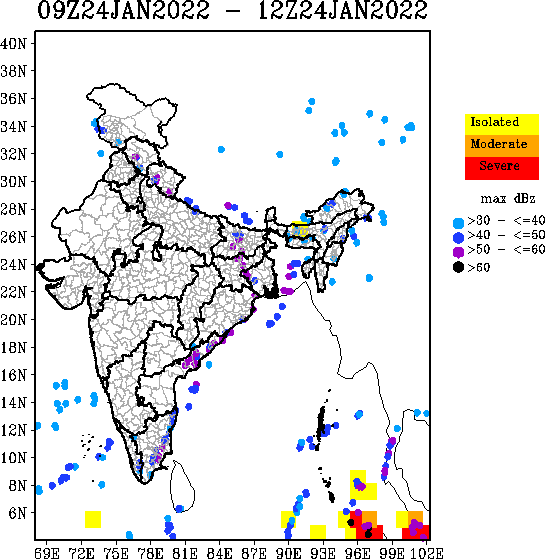 09Z24JAN2022 - 12Z24JAN2022
40N
38N
36N
34N
32N
30N
28N
26N
24N
22N
20N
18N
16N
14N
12N
10N
8N
6N
69E 72E 75E 78E 81E 84E 87E 90E 93E 96E 99E 102E
Isolated
Moderate
Severe
max dBz
>30 - <=40
>40 - <=50
>50 - <=60
>60